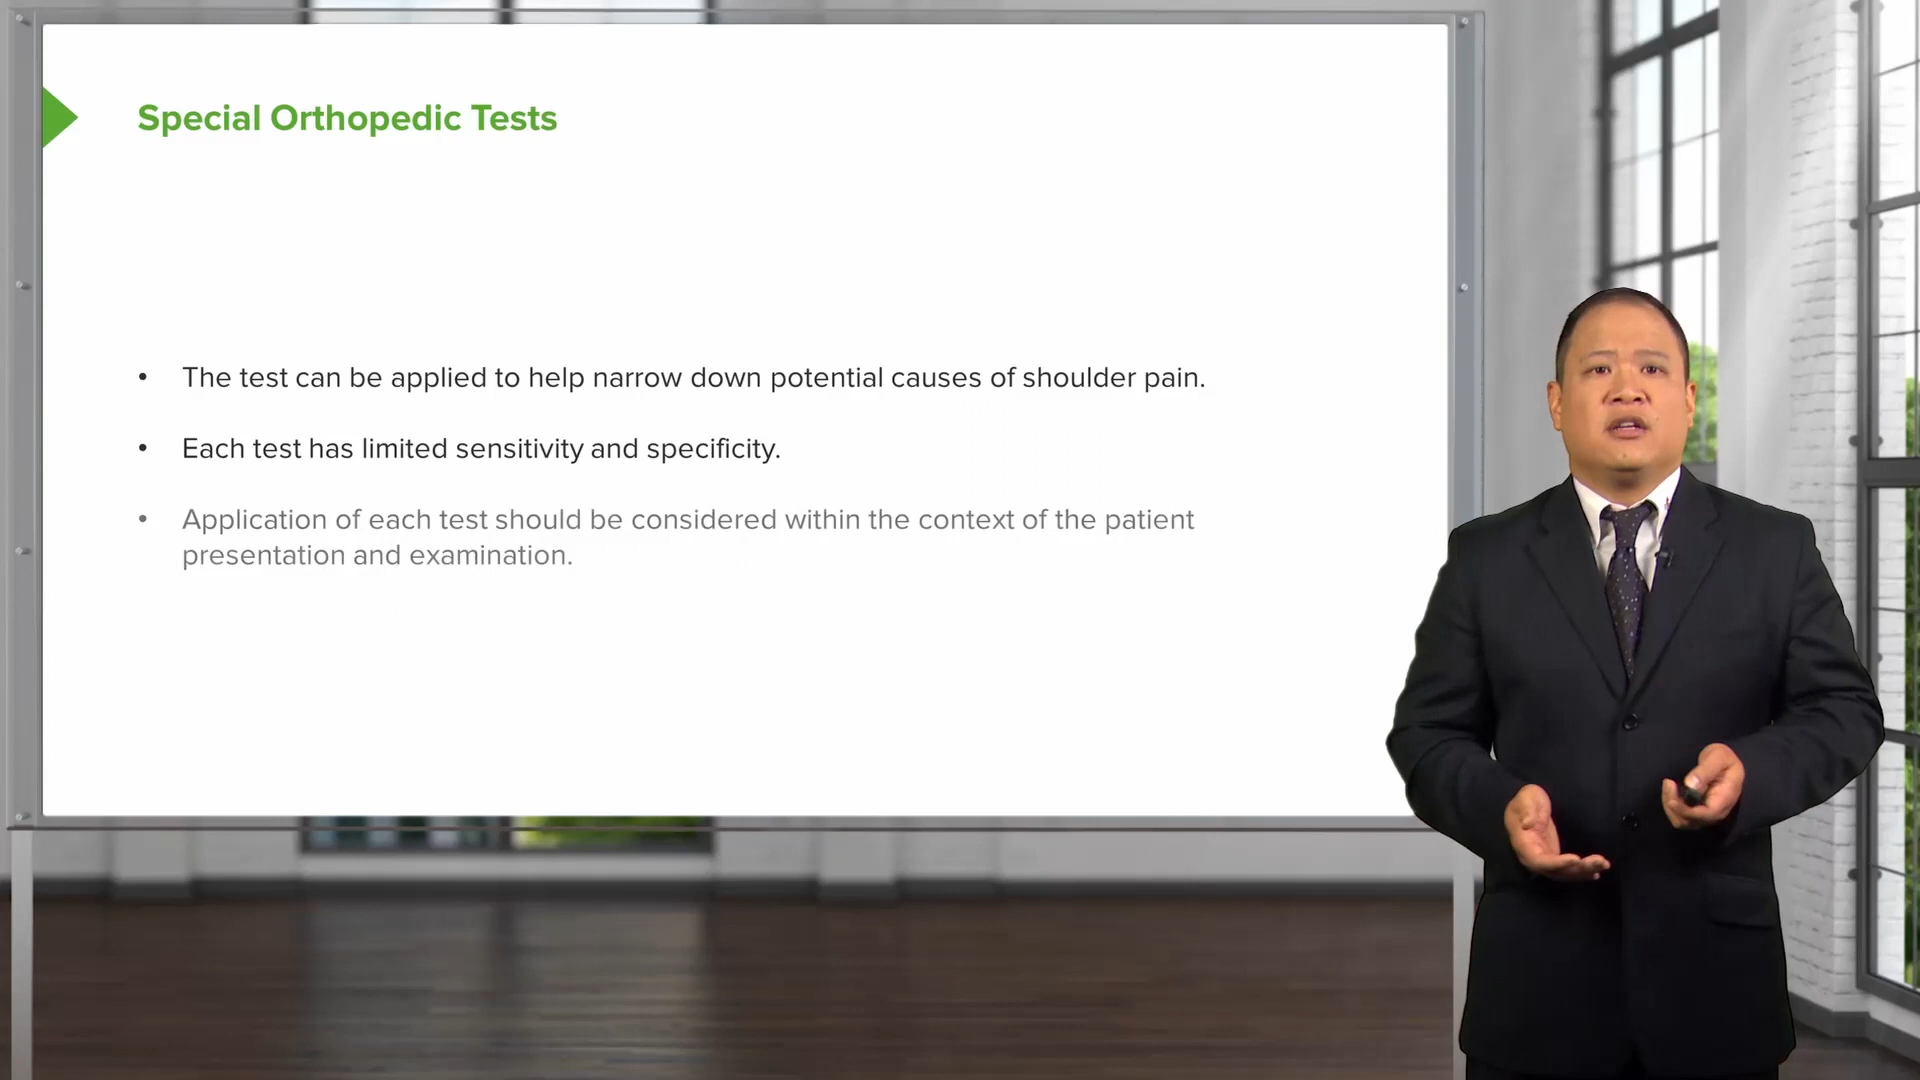 Special Orthopedic Tests
• The test can be applied to help narrow down potential causes of shoulder pain.
• Each test has limited sensitivity and specificity.
• Application of each test should be considered within the context of the patient
presentation and examination.